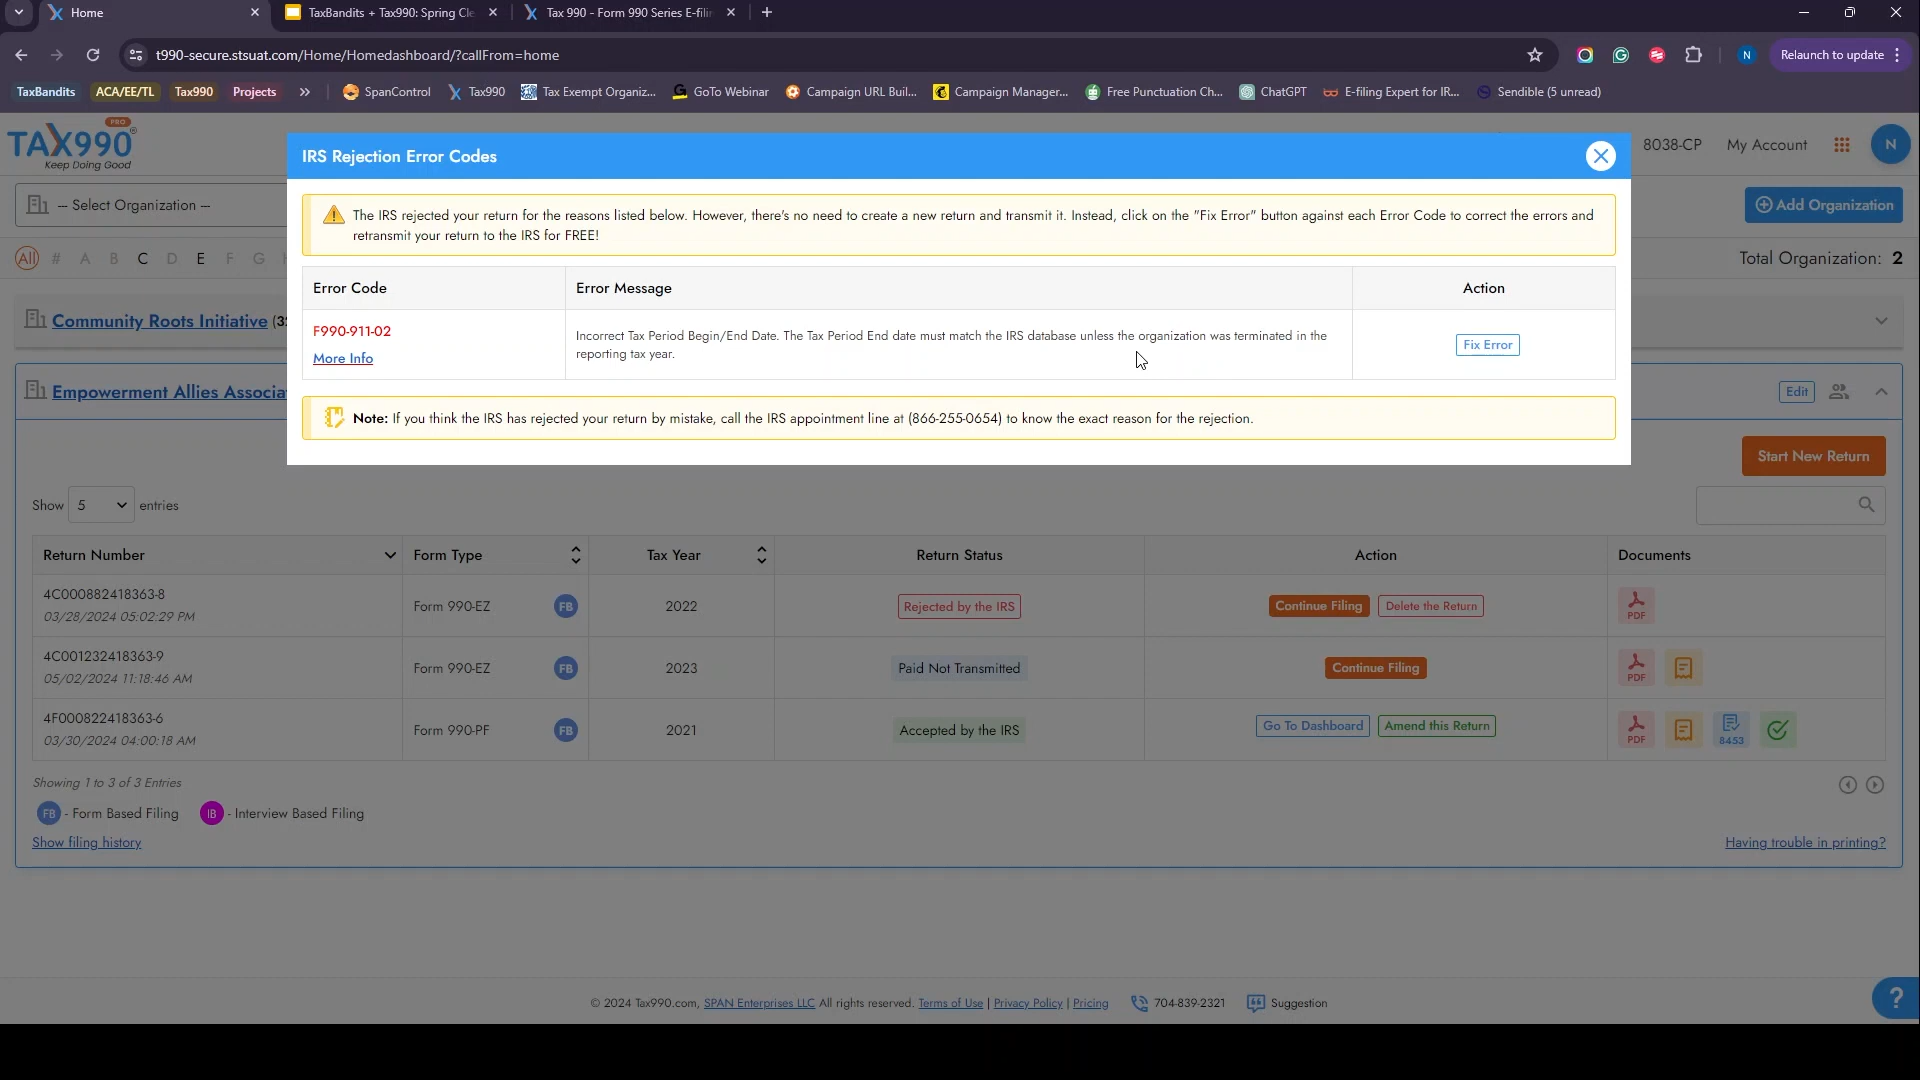 Home
TaxBandits + Tax990: Spring Cle
Tax 990 - Form 990 Series E-filin
t990-secure.stsuat.com/Home/Homedashboard/?callFrom=home
N
Relaunch to update
TaxBandits
ACA/EE/TL
Tax990
Projects
SpanControl
Tax990
Tax Exempt Organiz...
GoTo Webinar
Campaign URL Buil...
Campaign Manager...
Free Punctuation Ch...
ChatGPT
E-filing Expert for IR...
Sendible (5 unread)
PRO
TAX990®
Keep Doing Good
IRS Rejection Error Codes
8038-CP
My Account
N
--- Select Organization ---
Add Organization
The IRS rejected your return for the reasons listed below. However, there's no need to create a new return and transmit it. Instead, click on the "Fix Error" button against each Error Code to correct the errors and
retransmit your return to the IRS for FREE!
All # A B C D E F G
Total Organization: 2
Error Code
Error Message
Action
Community Roots Initiative (32
F990-911-02
More Info
Incorrect Tax Period Begin/End Date. The Tax Period End date must match the IRS database unless the organization was terminated in the
reporting tax year.
Fix Error
Empowerment Allies Associat
Edit
Note: If you think the IRS has rejected your return by mistake, call the IRS appointment line at (866-255-0654) to know the exact reason for the rejection.
Start New Return
Show 5 entries
Return Number
Form Type
Tax Year
Return Status
Action
Documents
4C000882418363-8
03/28/2024 05:02:29 PM
Form 990-EZ
FB
2022
Rejected by the IRS
Continue Filing
Delete the Return
PDF
4C001232418363-9
05/02/2024 11:18:46 AM
Form 990-EZ
FB
2023
Paid Not Transmitted
Continue Filing
PDF
4F000822418363-6
03/30/2024 04:00:18 AM
Form 990-PF
FB
2021
Accepted by the IRS
Go To Dashboard
Amend this Return
PDF
8453
Showing 1 to 3 of 3 Entries
FB - Form Based Filing
IB - Interview Based Filing
Show filing history
Having trouble in printing?
© 2024 Tax990.com, SPAN Enterprises LLC All rights reserved. Terms of Use | Privacy Policy | Pricing
704-839-2321
Suggestion
?